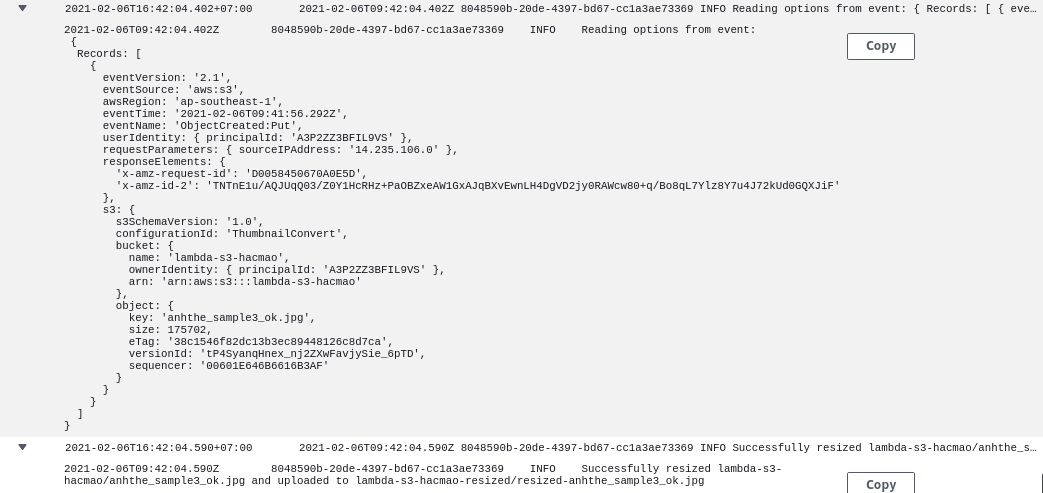 2021-02-06T16:42:04.402+07:00 2021-02-06T09:42:04.402Z 8048590b-20de-4397-bd67-cc1a3ae73369 INFO Reading options from event: { Records: [ { eve…
2021-02-06T09:42:04.402Z 8048590b-20de-4397-bd67-cc1a3ae73369 INFO Reading options from event:
Copy
{
Records: [
{
eventVersion: '2.1',
eventSource: 'aws:s3',
awsRegion: 'ap-southeast-1',
eventTime: '2021-02-06T09:41:56.292Z',
eventName: 'ObjectCreated:Put',
userIdentity: { principalId: 'A3P2ZZ3BFIL9VS' },
requestParameters: { sourceIPAddress: '14.235.106.0' },
responseElements: {
'x-amz-request-id': 'D0058450670A0E5D',
'x-amz-id-2': 'TNTnE1u/AQJUqQ03/Z0Y1HcRHz+PaOBZxeAW1GxAJqBXvEwnLH4DgVD2jy0RAWcw80+q/Bo8qL7Ylz8Y7u4J72kUd0GQXJiF'
},
s3: {
s3SchemaVersion: '1.0',
configurationId: 'ThumbnailConvert',
bucket: {
name: 'lambda-s3-hacmao',
ownerIdentity: { principalId: 'A3P2ZZ3BFIL9VS' },
arn: 'arn:aws:s3:::lambda-s3-hacmao'
},
object: {
key: 'anhthe_sample3_ok.jpg',
size: 175702,
eTag: '38c1546f82dc13b3ec89448126c8d7ca',
versionId: 'tP4SyanqHnex_nj2ZXwFavjySie_6pTD',
sequencer: '00601E646B6616B3AF'
}
}
}
]
}
2021-02-06T16:42:04.590+07:00 2021-02-06T09:42:04.590Z 8048590b-20de-4397-bd67-cc1a3ae73369 INFO Successfully resized lambda-s3-hacmao/anhthe_s…
2021-02-06T09:42:04.590Z 8048590b-20de-4397-bd67-cc1a3ae73369 INFO Successfully resized lambda-s3-
hacmao/anhthe_sample3_ok.jpg and uploaded to lambda-s3-hacmao-resized/resized-anhthe_sample3_ok.jpg
Copy